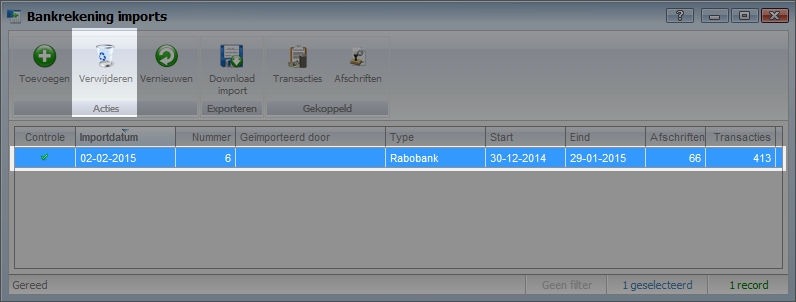 Bankrekening imports
?
Toevoegen Verwijderen Vernieuwen Download import Transacties Afschriften
Acties Exporteren Gekoppeld
Controle Importdatum Nummer Geïmporteerd door Type Start Eind Afschriften Transacties
02-02-2015 6 Rabobank 30-12-2014 29-01-2015 66 413
Gereed Geen filter 1 geselecteerd 1 record